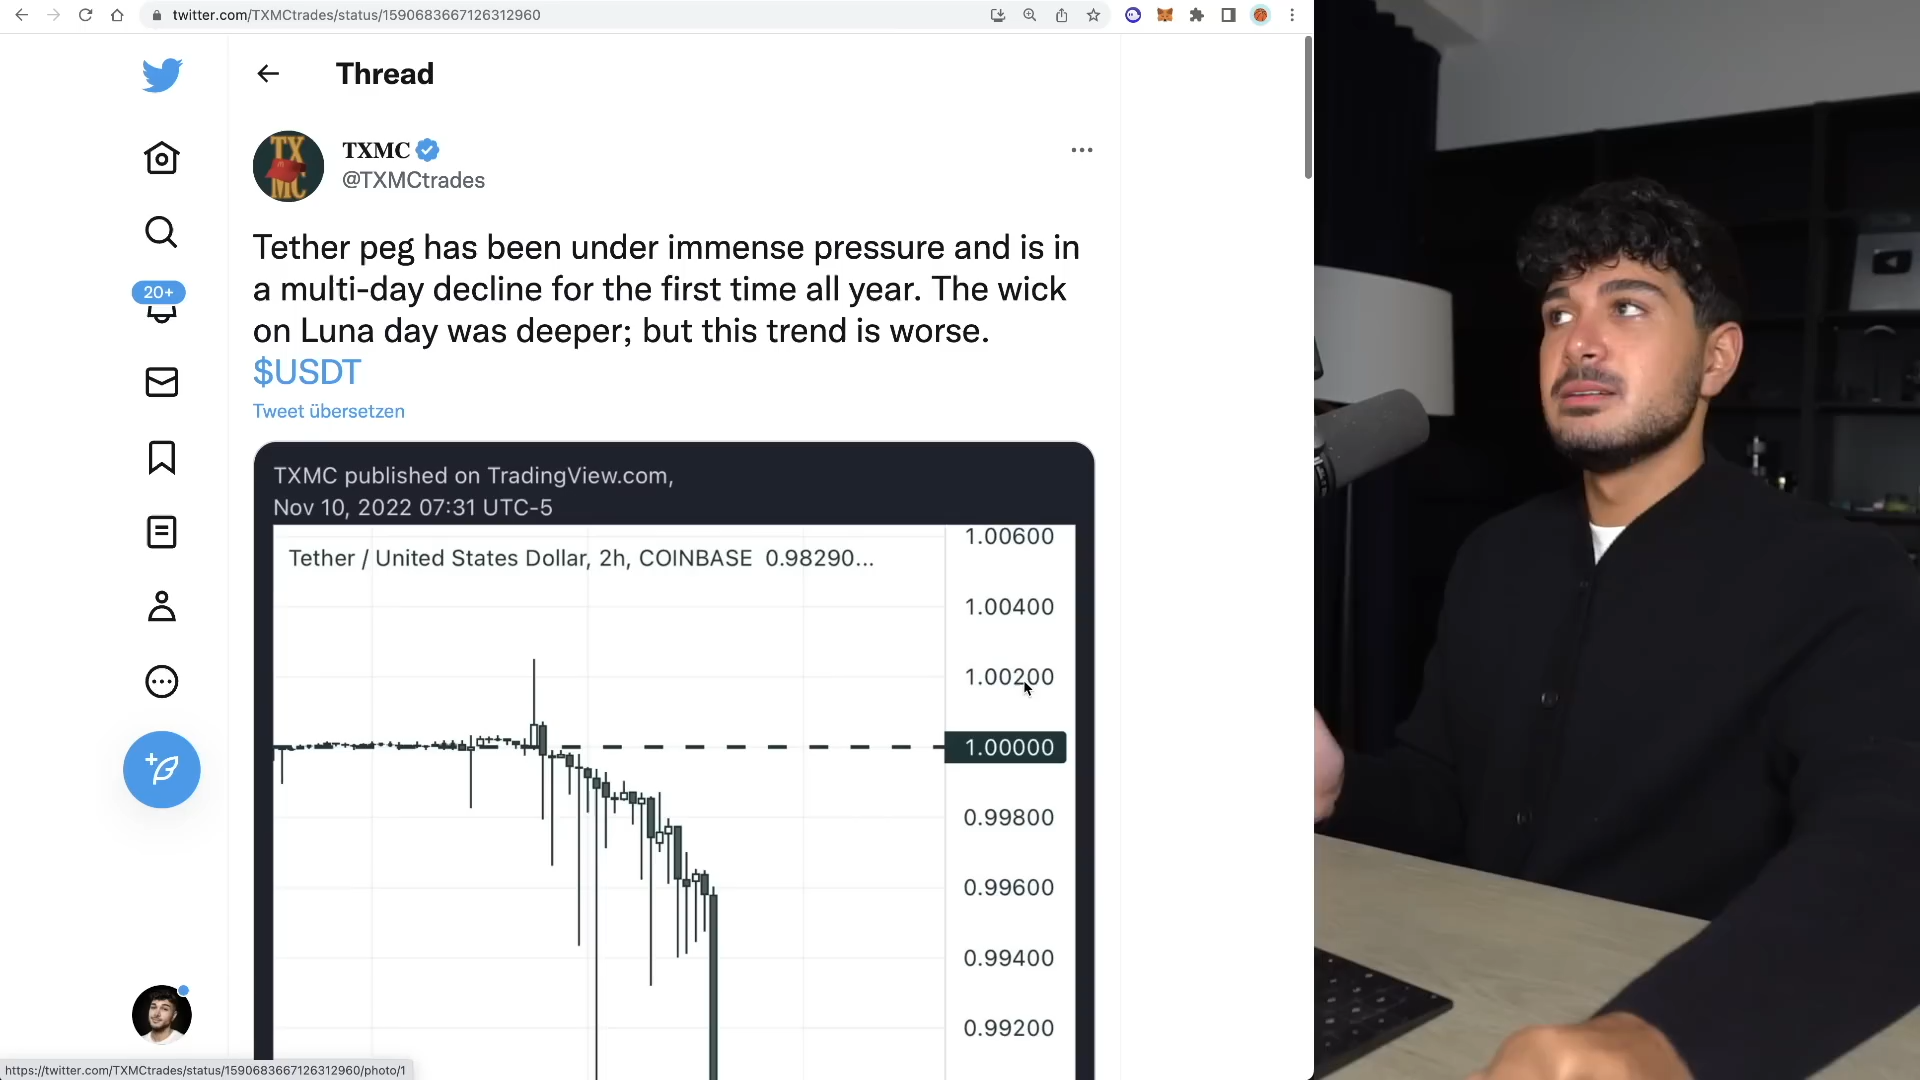 twitter.com/TXMCtrades/status/1590683667126312960
Thread
TX
MC
TXMC
@TXMCtrades
Tether peg has been under immense pressure and is in
a multi-day decline for the first time all year. The wick
on Luna day was deeper; but this trend is worse.
$USDT
Tweet übersetzen
20+
TXMC published on TradingView.com,
Nov 10, 2022 07:31 UTC-5
Tether / United States Dollar, 2h, COINBASE 0.98290...
1.00600
1.00400
1.00200
1.00000
0.99800
0.99600
0.99400
0.99200
https://twitter.com/TXMCtrades/status/1590683667126312960/photo/1